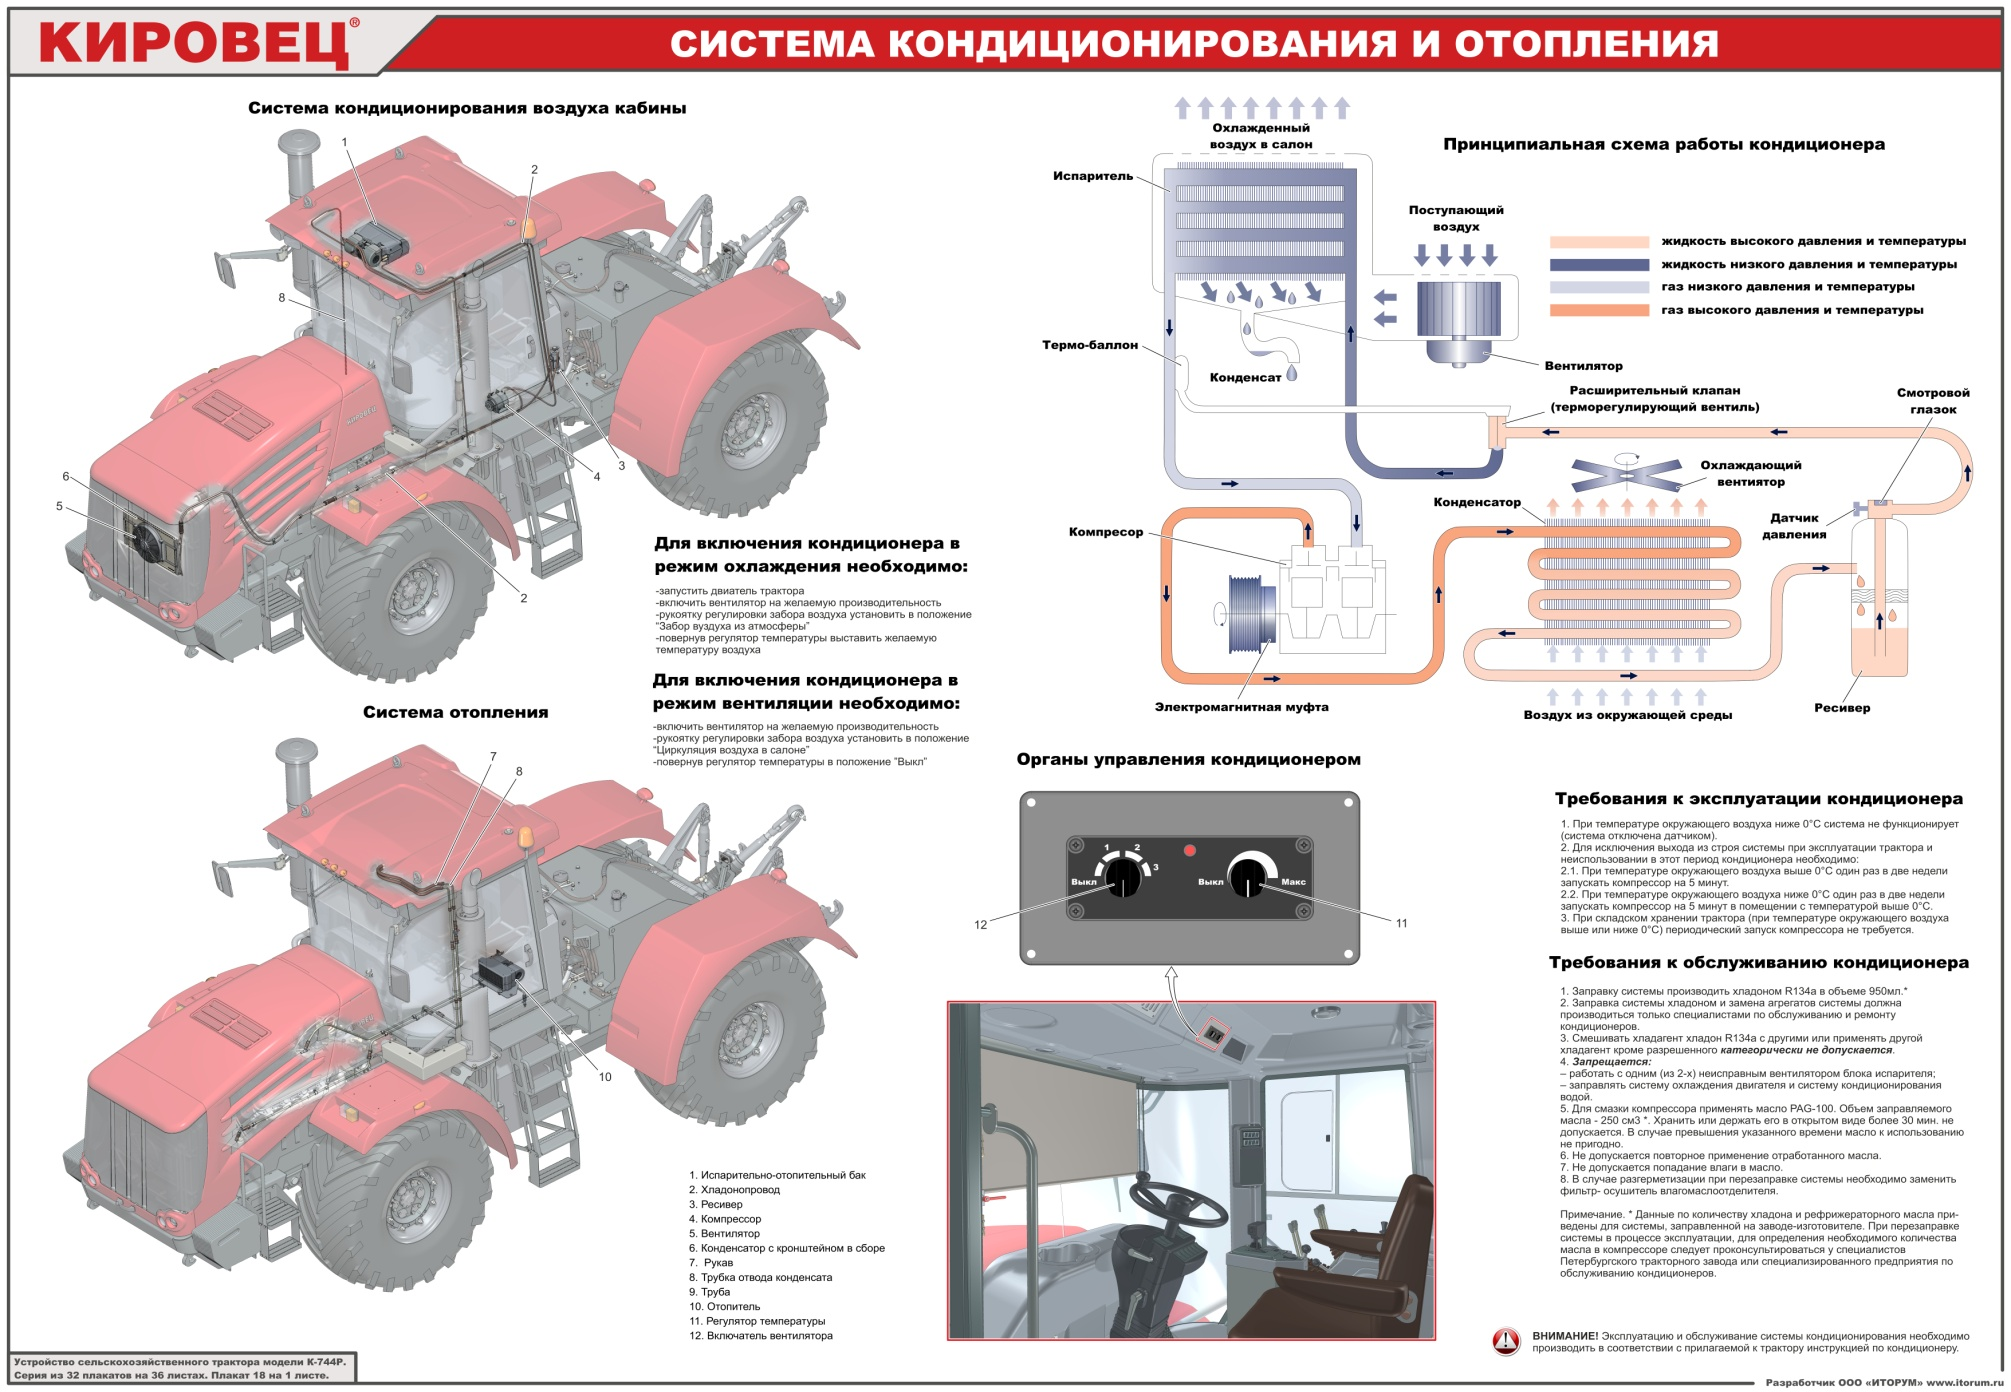 КИРОВЕЦ®
СИСТЕМА КОНДИЦИОНИРОВАНИЯ И ОТОПЛЕНИЯ
Система кондиционирования воздуха кабины
1
2
8
6
5
3
4
2
КИРОВЕЦ
Для включения кондиционера в
режим охлаждения необходимо:
-запустить двиатель трактора
-включить вентилятор на желаемую производительность
-рукоятку регулировки забора воздуха установить в положение
"Забор вуздуха из атмосферы"
-повернув регулятор температуры выставить желаемую
температуру воздуха
Для включения кондиционера в
режим вентиляции необходимо:
-включить вентилятор на желаемую производительность
-рукоятку регулировки забора воздуха установить в положение
"Циркуляция воздуха в салоне"
-повернув регулятор температуры в положение "Выкл"
Система отопления
7
8
10
1. Испарительно-отопительный бак
2. Хладонопровод
3. Ресивер
4. Компрессор
5. Вентилятор
6. Конденсатор с кронштейном в сборе
7. Рукав
8. Трубка отвода конденсата
9. Труба
10. Отопитель
11. Регулятор температуры
12. Включатель вентилятора
Принципиальная схема работы кондиционера
Охлажденный
воздух в салон
Испаритель
Поступающий
воздух
жидкость высокого давления и температуры
жидкость низкого давления и температуры
газ низкого давления и температуры
газ высокого давления и температуры
Термо-баллон
Конденсат
Вентилятор
Расширительный клапан
(терморегулирующий вентиль)
Смотровой
глазок
Охлаждающий
вентиятор
Конденсатор
Датчик
давления
Компресор
Электромагнитная муфта
Воздух из окружающей среды
Ресивер
Органы управления кондиционером
1
2
3
Выкл
Выкл
Макс
12
11
Требования к эксплуатации кондиционера
1. При температуре окружающего воздуха ниже 0°С система не функционирует
(система отключена датчиком).
2. Для исключения выхода из строя системы при эксплуатации трактора и
неиспользовании в этот период кондиционера необходимо:
2.1. При температуре окружающего воздуха выше 0°С один раз в две недели
запускать компрессор на 5 минут.
2.2. При температуре окружающего воздуха ниже 0°С один раз в две недели
запускать компрессор на 5 минут в помещении с температурой выше 0°С.
3. При складском хранении трактора (при температуре окружающего воздуха
выше или ниже 0°С) периодический запуск компрессора не требуется.
Требования к обслуживанию кондиционера
1. Заправку системы производить хладоном R134a в объеме 950мл.*
2. Заправка системы хладоном и замена агрегатов системы должна
производиться только специалистами по обслуживанию и ремонту
кондиционеров.
3. Смешивать хладагент хладон R134a с другими или применять другой
хладагент кроме разрешенного категорически не допускается.
4. Запрещается:
– работать с одним (из 2-х) неисправным вентилятором блока испарителя;
– заправлять систему охлаждения двигателя и систему кондиционирования
водой.
5. Для смазки компрессора применять масло PAG-100. Объем заправляемого
масла - 250 см3 *. Хранить или держать его в открытом виде более 30 мин. не
допускается. В случае превышения указанного времени масло к использованию
не пригодно.
6. Не допускается повторное применение отработанного масла.
7. Не допускается попадание влаги в масло.
8. В случае разгерметизации при перезаправке системы необходимо заменить
фильтр- осушитель влагомаслоотделителя.
Примечание. * Данные по количеству хладона и рефрижераторного масла при-
ведены для системы, заправленной на заводе-изготовителе. При перезаправке
системы в процессе эксплуатации, для определения необходимого количества
масла в компрессоре следует проконсультироваться у специалистов
Петербургского тракторного завода или специализированного предприятия по
обслуживанию кондиционеров.
ВНИМАНИЕ! Эксплуатацию и обслуживание системы кондиционирования необходимо
производить в соответствии с прилагаемой к трактору инструкцией по кондиционеру.
Устройство сельскохозяйственного трактора модели К-744Р.
Серия из 32 плакатов на 36 листах. Плакат 18 на 1 листе.
Разработчик ООО «ИТОРУМ» www.itorum.ru